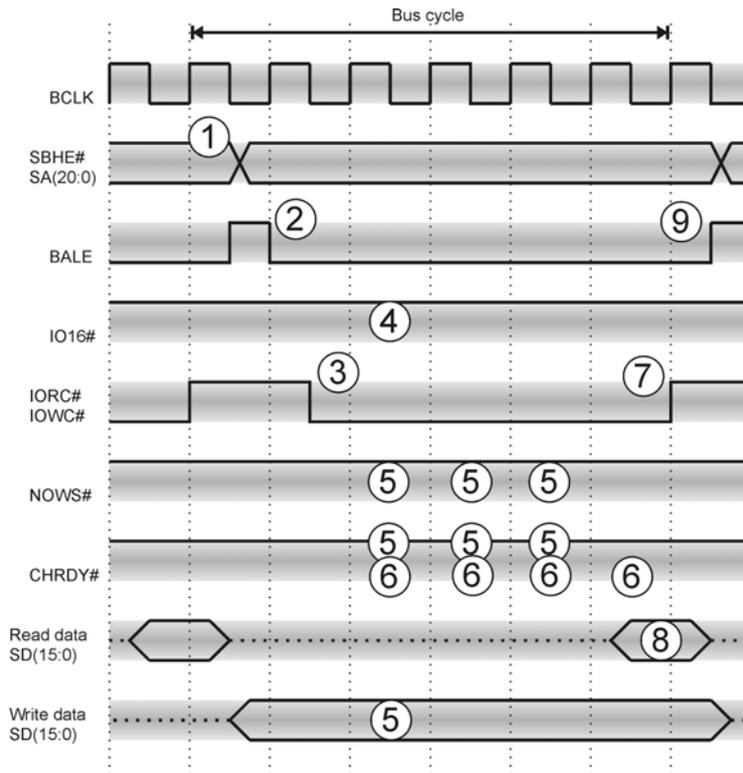 Bus cycle
BCLK
1
SBHE#
SA(20:0)
2
9
BALE
4
IO16#
3
7
IORC#
IOWC#
5 5 5
NOWS#
5 5 5
6 6 6 6
CHRDY#
Read data
SD(15:0)
8
Write data
SD(15:0)
5